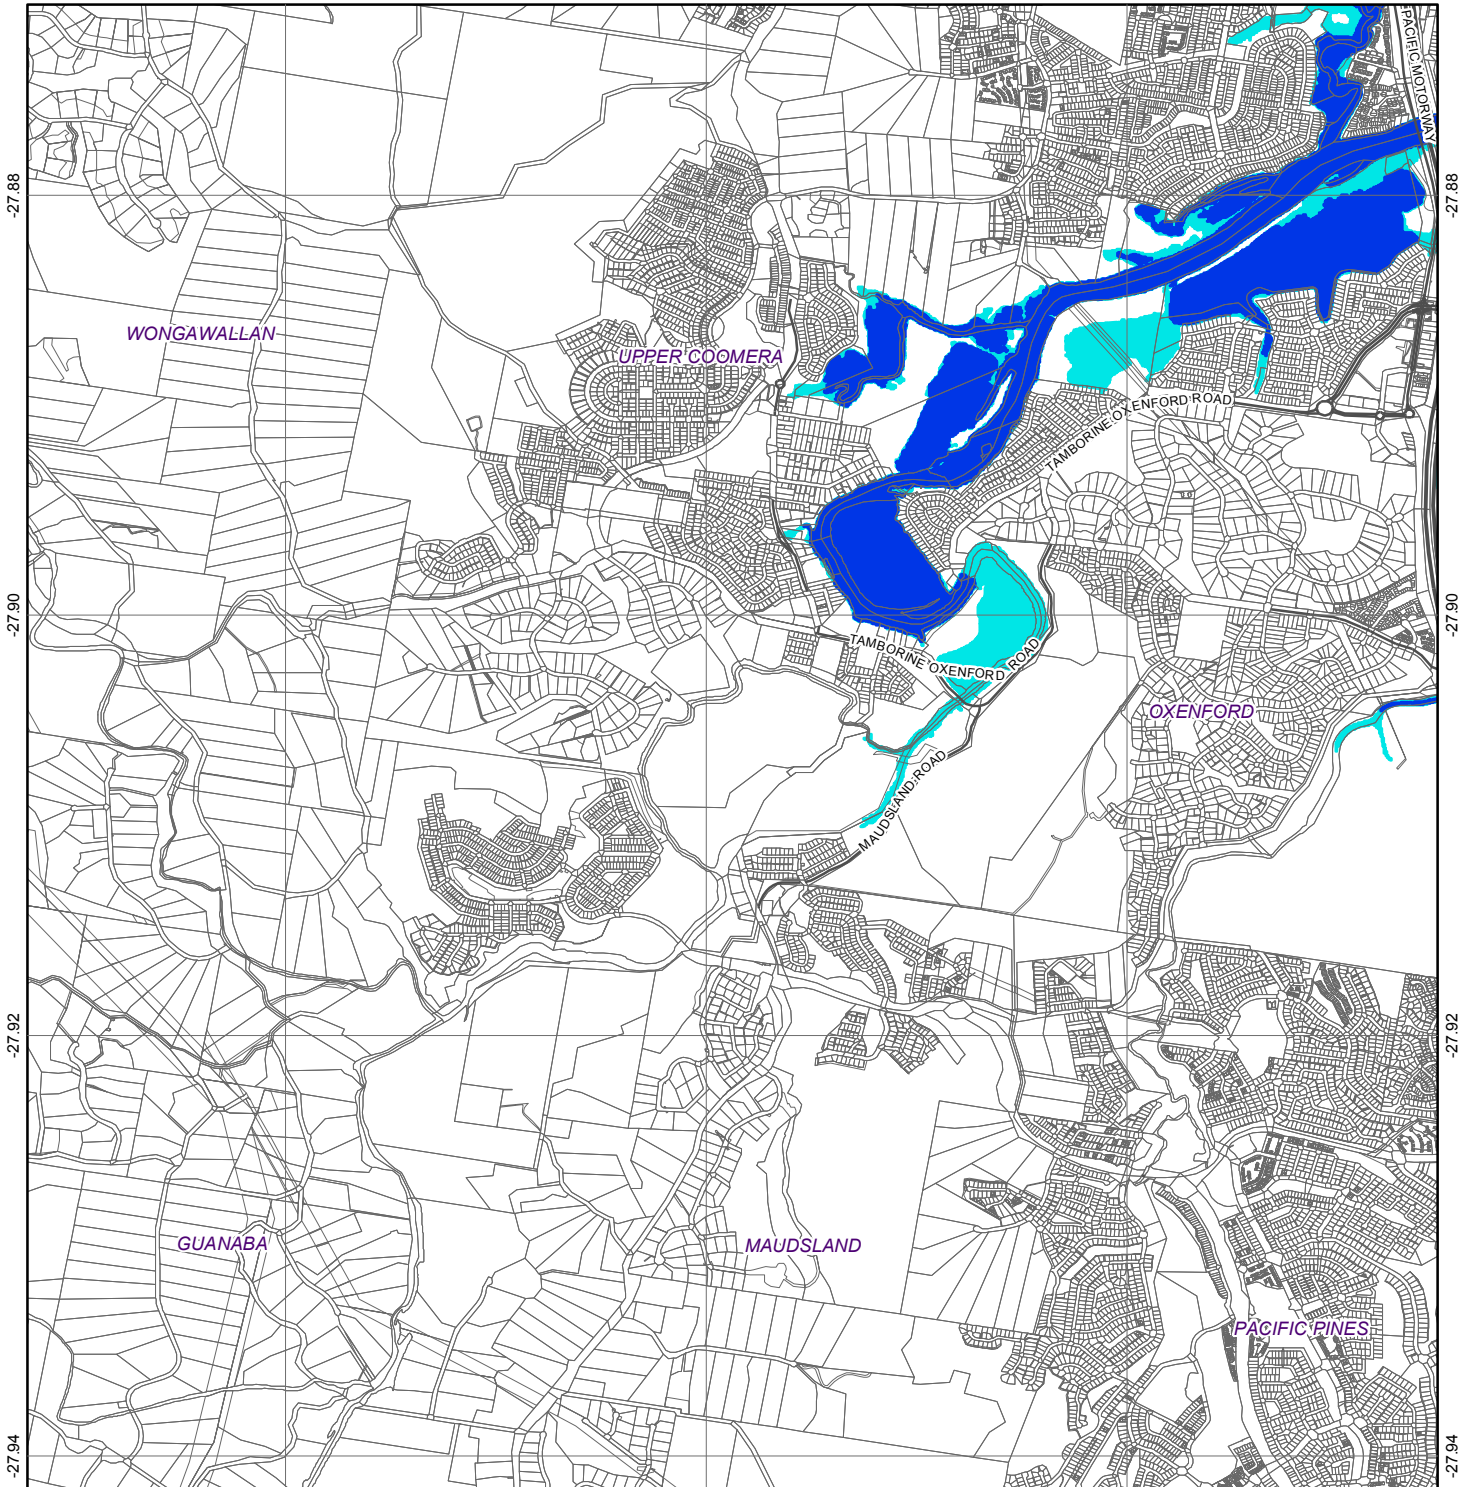 PACIFIC MOTORWAY
-27.88
-27.88
WONGAWALLAN
UPPER COOMERA
TAMBORINE OXENFORD ROAD
-27.90
-27.90
TAMBORINE OXENFORD ROAD
OXENFORD
MAUDSLAND ROAD
-27.92
-27.92
GUANABA
MAUDSLAND
PACIFIC PINES
-27.94
-27.94